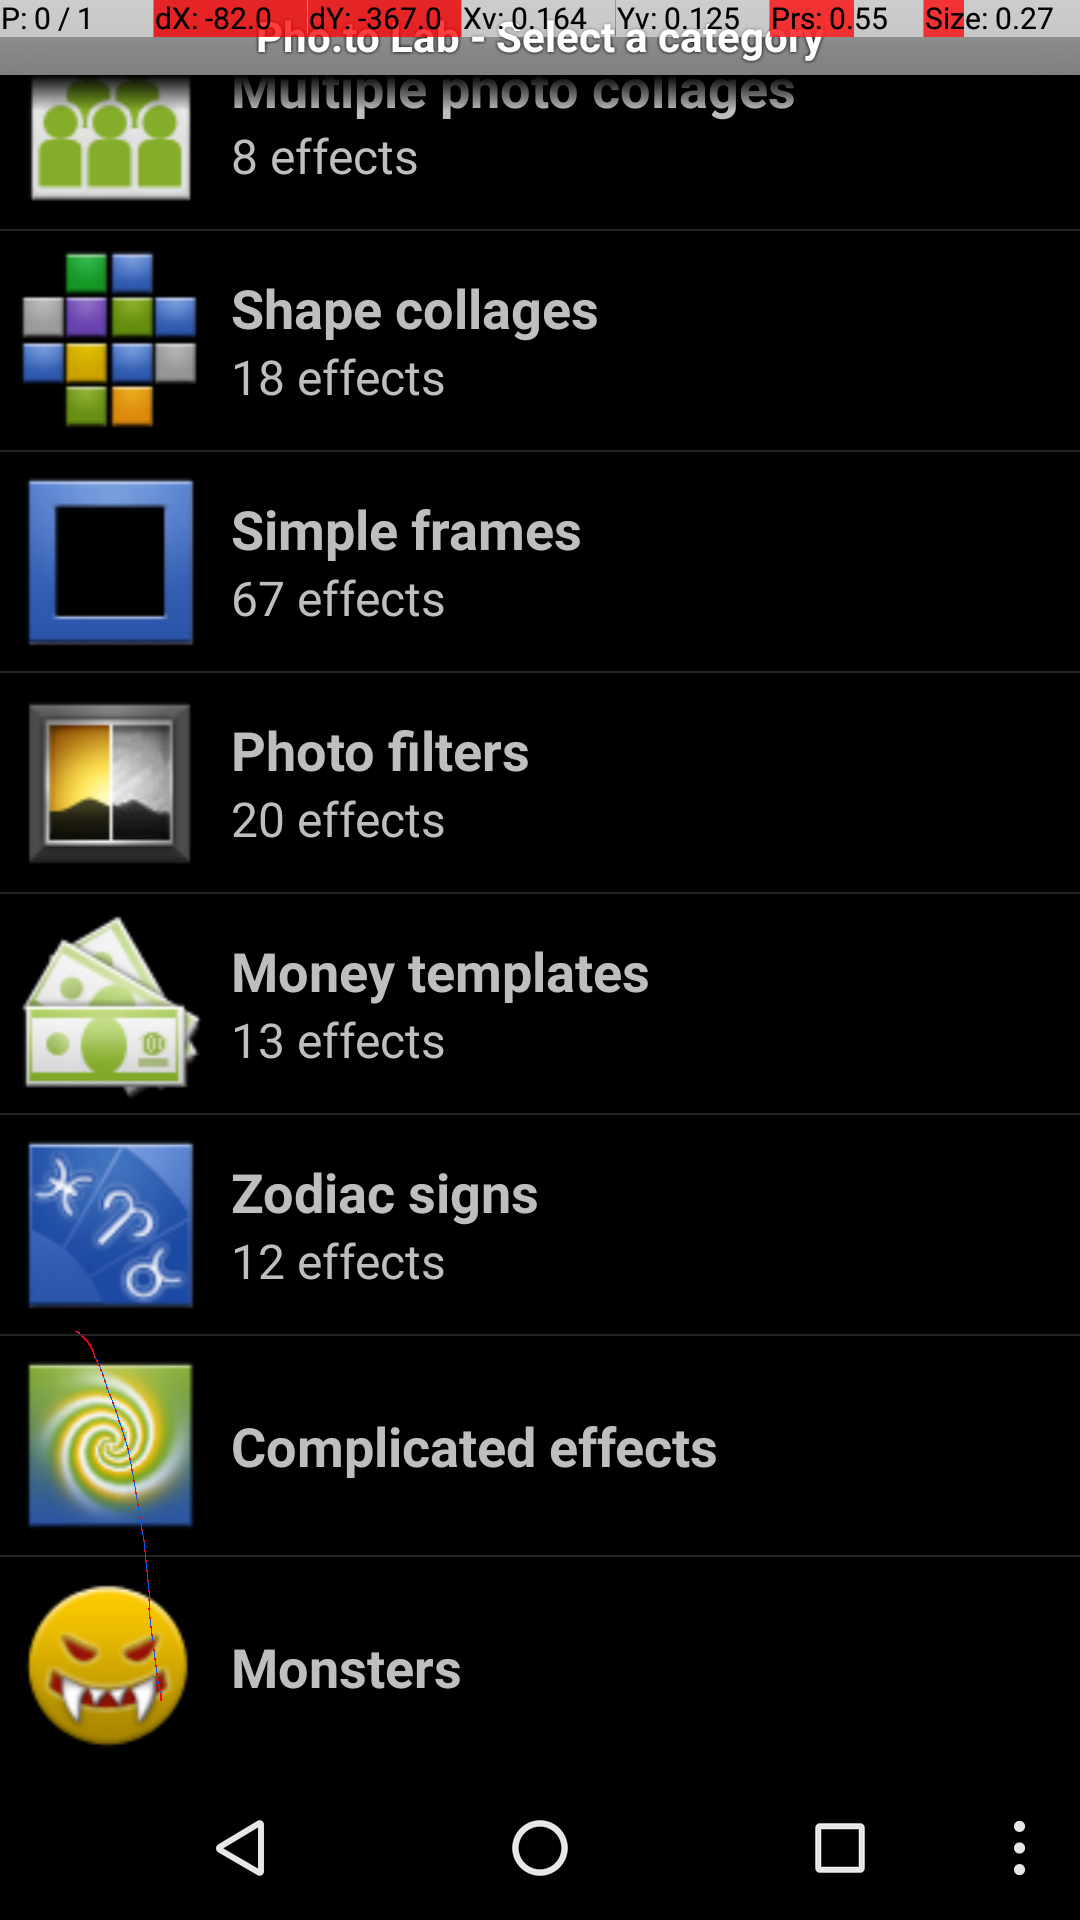 P: 0 / 1 dX: -82.0 dY: -367.0 Xv: 0.164 Yv: 0.125 Prs: 0.55 Size: 0.27
Pho.to Lab - Select a category
Multiple photo collages
8 effects
Shape collages
18 effects
Simple frames
67 effects
Photo filters
20 effects
Money templates
13 effects
Zodiac signs
12 effects
Complicated effects
Monsters